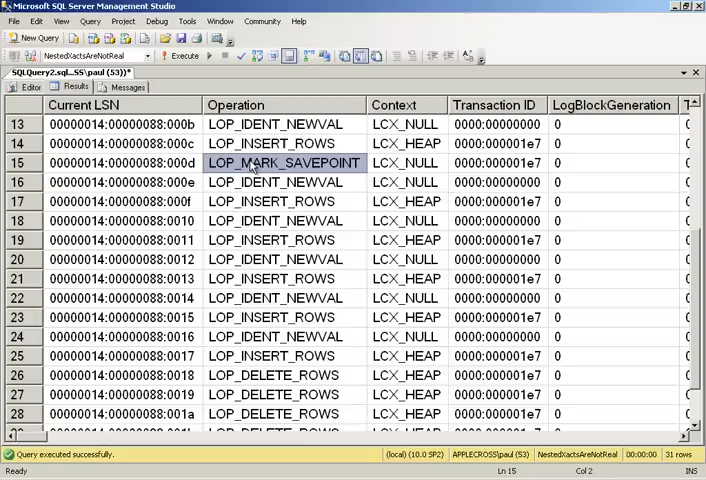 Microsoft SQL Server Management Studio
File Edit View Query Project Debug Tools Window Community Help
New Query
NestedXactsAreNotReal Execute
SQLQuery2.sql...SS\paul (53))*
Editor Results Messages
Current LSN Operation Context Transaction ID LogBlockGeneration T
13 00000014:00000088:000b LOP_IDENT_NEWVAL LCX_NULL 0000:00000000 0
14 00000014:00000088:000c LOP_INSERT_ROWS LCX_HEAP 0000:000001e7 0
15 00000014:00000088:000d LOP_MARK_SAVEPOINT LCX_NULL 0000:000001e7 0
16 00000014:00000088:000e LOP_IDENT_NEWVAL LCX_NULL 0000:00000000 0
17 00000014:00000088:000f LOP_INSERT_ROWS LCX_HEAP 0000:000001e7 0
18 00000014:00000088:0010 LOP_IDENT_NEWVAL LCX_NULL 0000:00000000 0
19 00000014:00000088:0011 LOP_INSERT_ROWS LCX_HEAP 0000:000001e7 0
20 00000014:00000088:0012 LOP_IDENT_NEWVAL LCX_NULL 0000:00000000 0
21 00000014:00000088:0013 LOP_INSERT_ROWS LCX_HEAP 0000:000001e7 0
22 00000014:00000088:0014 LOP_IDENT_NEWVAL LCX_NULL 0000:00000000 0
23 00000014:00000088:0015 LOP_INSERT_ROWS LCX_HEAP 0000:000001e7 0
24 00000014:00000088:0016 LOP_IDENT_NEWVAL LCX_NULL 0000:00000000 0
25 00000014:00000088:0017 LOP_INSERT_ROWS LCX_HEAP 0000:000001e7 0
26 00000014:00000088:0018 LOP_DELETE_ROWS LCX_HEAP 0000:000001e7 0
27 00000014:00000088:0019 LOP_DELETE_ROWS LCX_HEAP 0000:000001e7 0
28 00000014:00000088:001a LOP_DELETE_ROWS LCX_HEAP 0000:000001e7 0
Query executed successfully. (local) (10.0 SP2) APPLECROSS\paul (53) NestedXactsAreNotReal 00:00:00 31 rows
Ready Ln 15 Col 2 INS